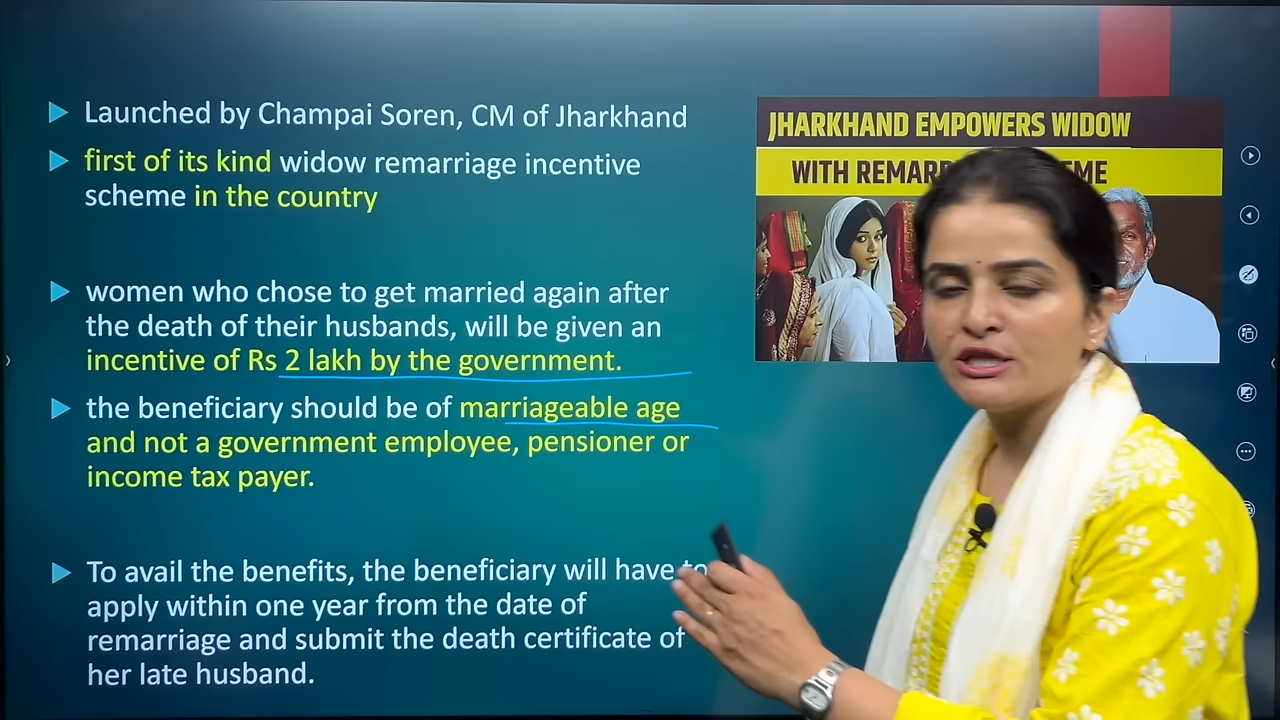 Launched by Champai Soren, CM of Jharkhand
first of its kind widow remarriage incentive
scheme in the country
women who chose to get married again after
the death of their husbands, will be given an
incentive of Rs 2 lakh by the government.
the beneficiary should be of marriageable age
and not a government employee, pensioner or
income tax payer.
To avail the benefits, the beneficiary will have to
apply within one year from the date of
remarriage and submit the death certificate of
her late husband.
JHARKHAND EMPOWERS WIDOW
WITH